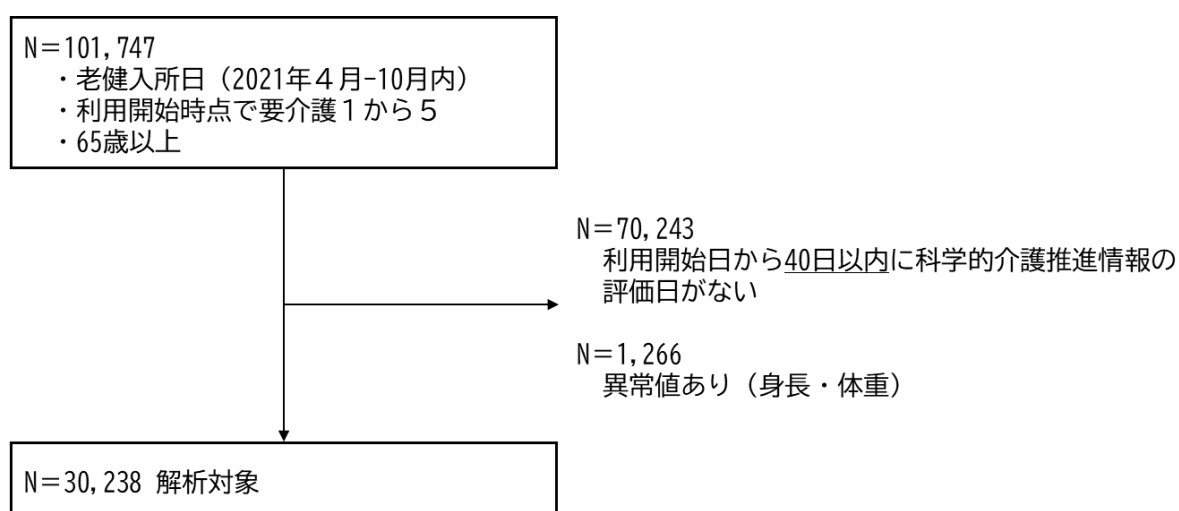 N＝101,747
・老健入所日（2021年４月-10月内）
・利用開始時点で要介護１から５
・65歳以上
N＝70,243
利用開始日から40日以内に科学的介護推進情報の
評価日がない
N＝1,266
異常値あり（身長・体重）
N＝30,238 解析対象